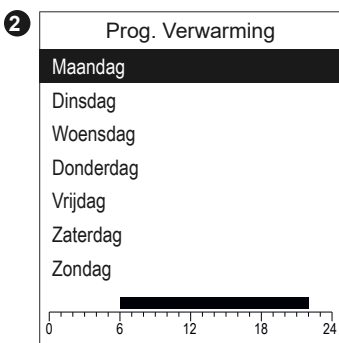 2
Prog. Verwarming
Maandag
Dinsdag
Woensdag
Donderdag
Vrijdag
Zaterdag
Zondag
0 6 12 18 24